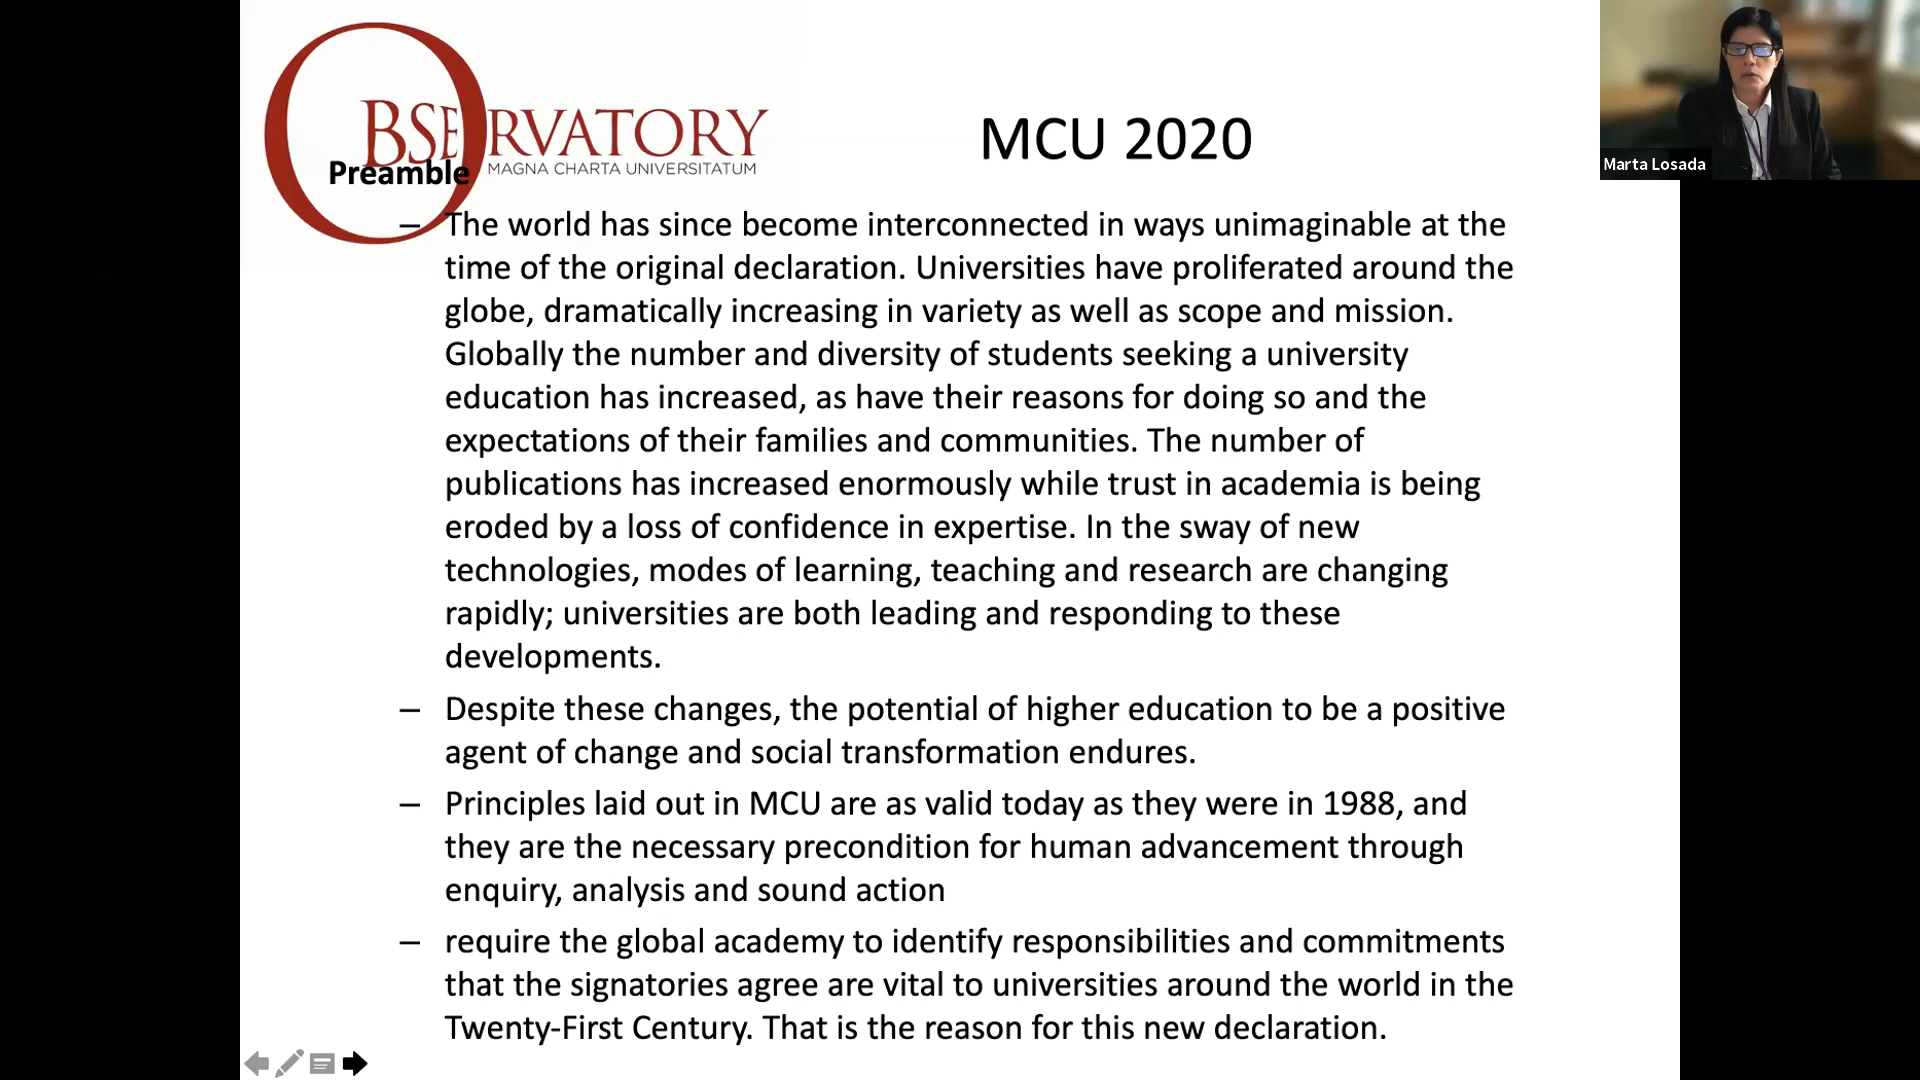 OBSERVATORY
MAGNA CHARTA UNIVERSITATUM
MCU 2020
Marta Losada
Preamble
– The world has since become interconnected in ways unimaginable at the
time of the original declaration. Universities have proliferated around the
globe, dramatically increasing in variety as well as scope and mission.
Globally the number and diversity of students seeking a university
education has increased, as have their reasons for doing so and the
expectations of their families and communities. The number of
publications has increased enormously while trust in academia is being
eroded by a loss of confidence in expertise. In the sway of new
technologies, modes of learning, teaching and research are changing
rapidly; universities are both leading and responding to these
developments.
– Despite these changes, the potential of higher education to be a positive
agent of change and social transformation endures.
– Principles laid out in MCU are as valid today as they were in 1988, and
they are the necessary precondition for human advancement through
enquiry, analysis and sound action
– require the global academy to identify responsibilities and commitments
that the signatories agree are vital to universities around the world in the
Twenty-First Century. That is the reason for this new declaration.